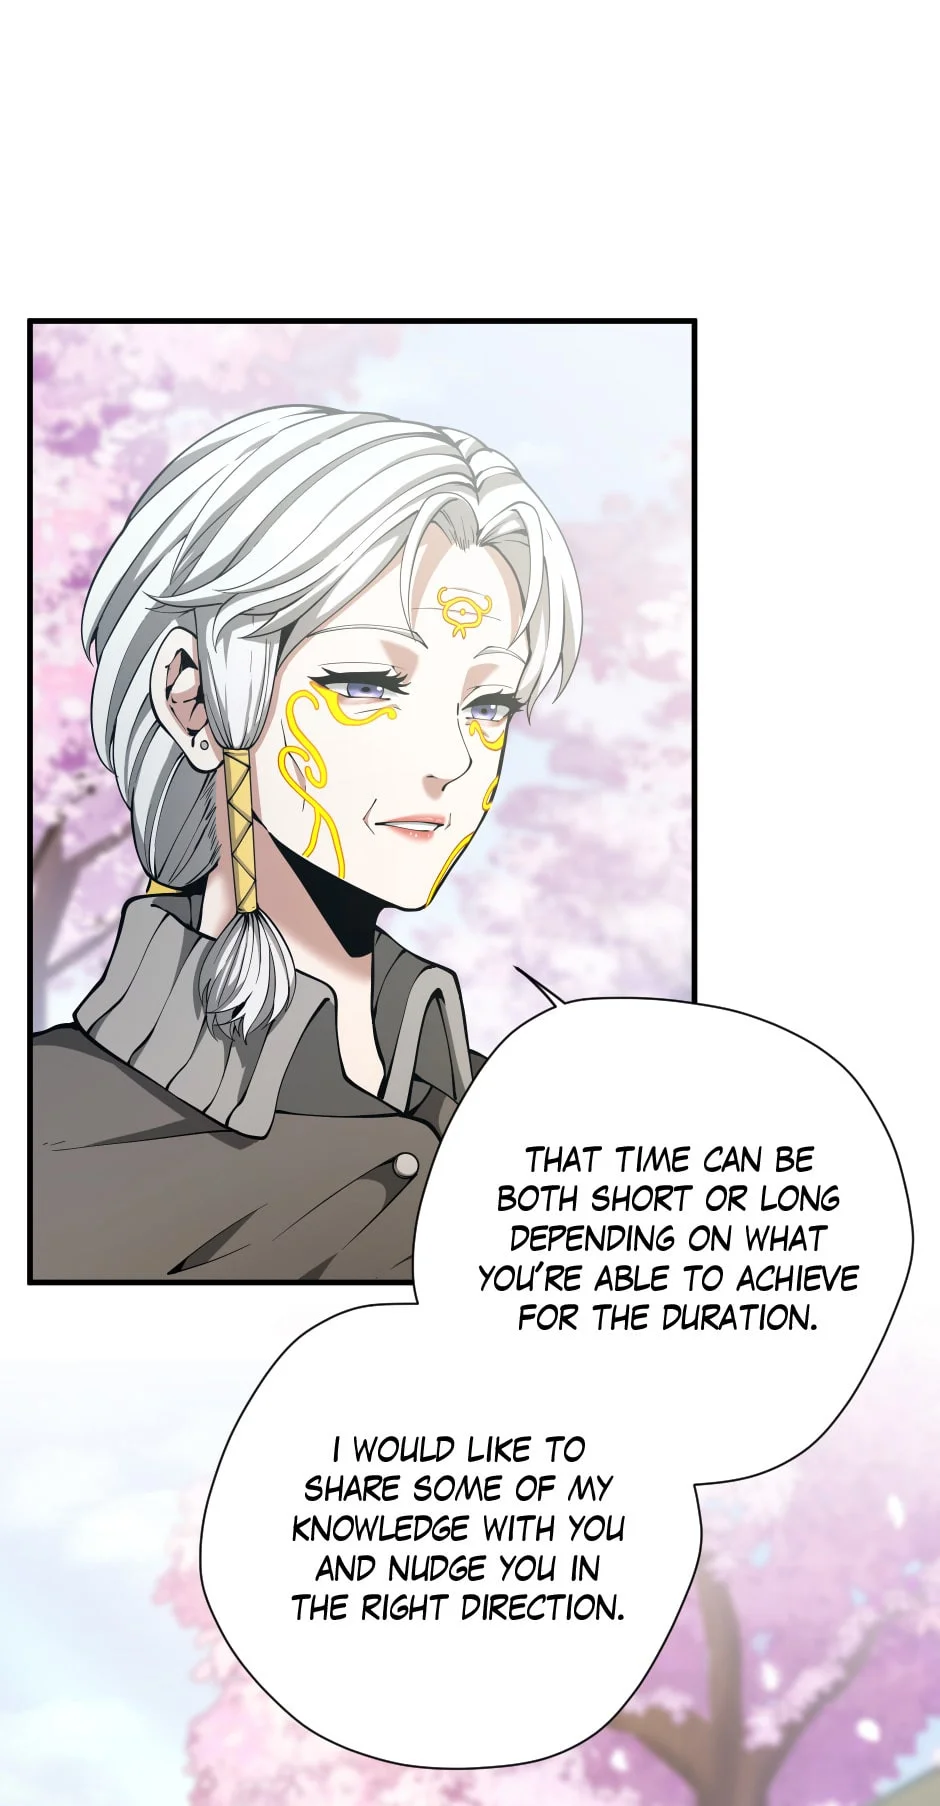 THAT TIME CAN BE
BOTH SHORT OR LONG
DEPENDING ON WHAT
YOU'RE ABLE TO ACHIEVE
FOR THE DURATION.
I WOULD LIKE TO
SHARE SOME OF MY
KNOWLEDGE WITH YOU
AND NUDGE YOU IN
THE RIGHT DIRECTION.